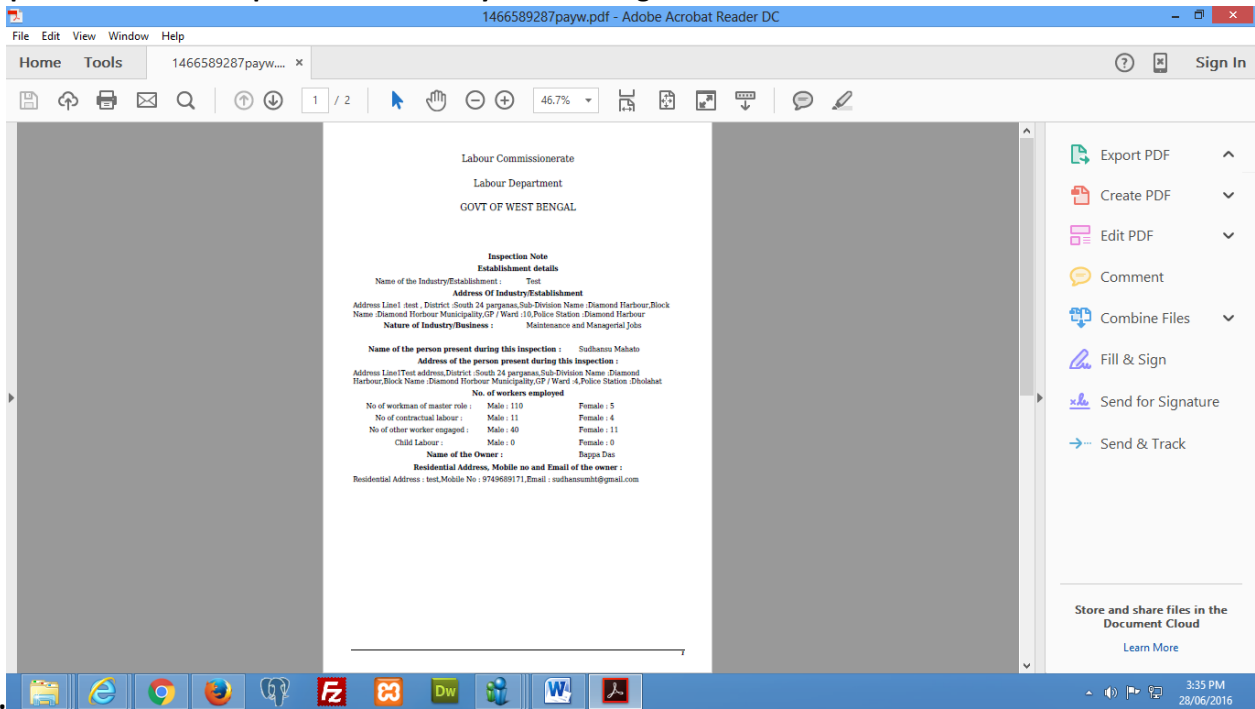 1466589287payw.pdf - Adobe Acrobat Reader DC
File Edit View Window Help
Home Tools 1466589287payw.... × Sign In
1 / 2 46.7%
Labour Commissionerate
Labour Department
GOVT OF WEST BENGAL
Inspection Note
Establishment details
Name of the Industry/Establishment : Test
Address Of Industry/Establishment
Address Line1 :test , District :South 24 parganas,Sub-Division Name :Diamond Harbour,Block
Name :Diamond Horbour Municipality,GP / Ward :10,Police Station :Diamond Harbour
Nature of Industry/Business : Maintenance and Managerial Jobs
Name of the person present during this inspection : Sudhansu Mahato
Address of the person present during this inspection :
Address Line1Test address,District :South 24 parganas,Sub-Division Name :Diamond
Harbour,Block Name :Diamond Horbour Municipality,GP / Ward :4,Police Station :Dholahat
No. of workers employed
No of workman of master role : Male : 110 Female : 5
No of contractual labour : Male : 11 Female : 4
No of other worker engaged : Male : 40 Female : 11
Child Labour : Male : 0 Female : 0
Name of the Owner : Bappa Das
Residential Address, Mobile no and Email of the owner :
Residential Address : test,Mobile No : 9749689171,Email : sudhansumht@gmail.com
1
Export PDF
Create PDF
Edit PDF
Comment
Combine Files
Fill & Sign
Send for Signature
Send & Track
Store and share files in the
Document Cloud
Learn More
Dw
3:35 PM
28/06/2016